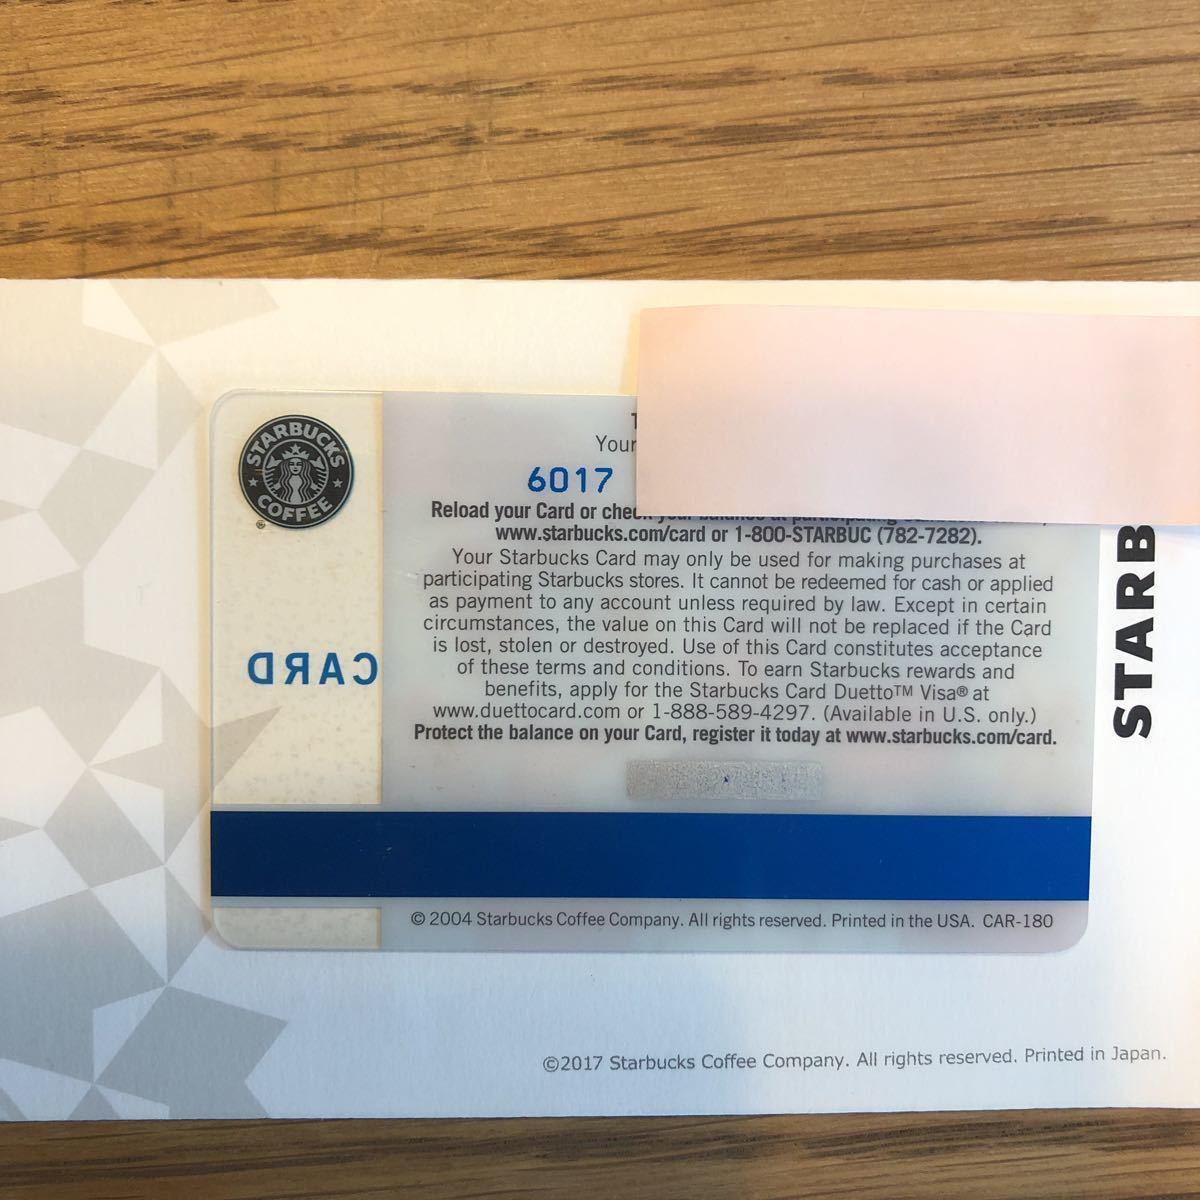 STARBUCKS
COFFEE
®
Your
6017
Reload your Card or check your balance at participating
www.starbucks.com/card or 1-800-STARBUC (782-7282).
Your Starbucks Card may only be used for making purchases at
participating Starbucks stores. It cannot be redeemed for cash or applied
as payment to any account unless required by law. Except in certain
circumstances, the value on this Card will not be replaced if the Card
is lost, stolen or destroyed. Use of this Card constitutes acceptance
of these terms and conditions. To earn Starbucks rewards and
benefits, apply for the Starbucks Card Duetto™ Visa® at
www.duettocard.com or 1-888-589-4297. (Available in U.S. only.)
Protect the balance on your Card, register it today at www.starbucks.com/card.
CARD
© 2004 Starbucks Coffee Company. All rights reserved. Printed in the USA. CAR-180
STARB
©2017 Starbucks Coffee Company. All rights reserved. Printed in Japan.